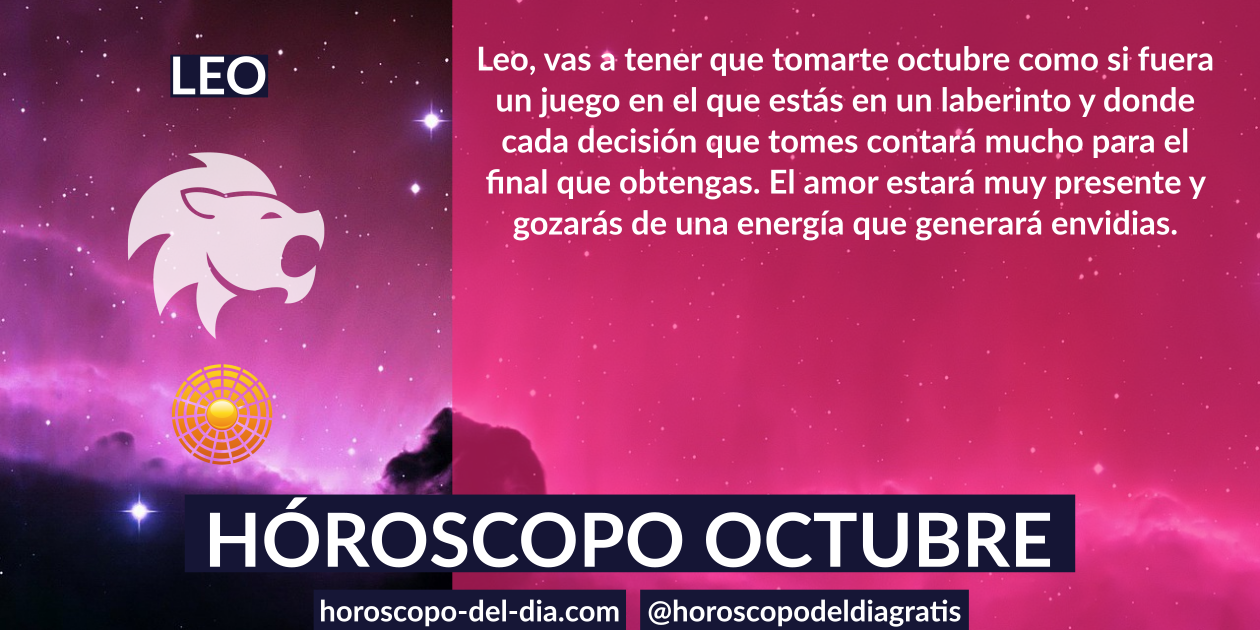 LEO
Leo, vas a tener que tomarte octubre como si fuera
un juego en el que estás en un laberinto y donde
cada decisión que tomes contará mucho para el
final que obtengas. El amor estará muy presente y
gozarás de una energía que generará envidias.
HÓROSCOPO OCTUBRE
horoscopo-del-dia.com
@horoscopodeldiagratis